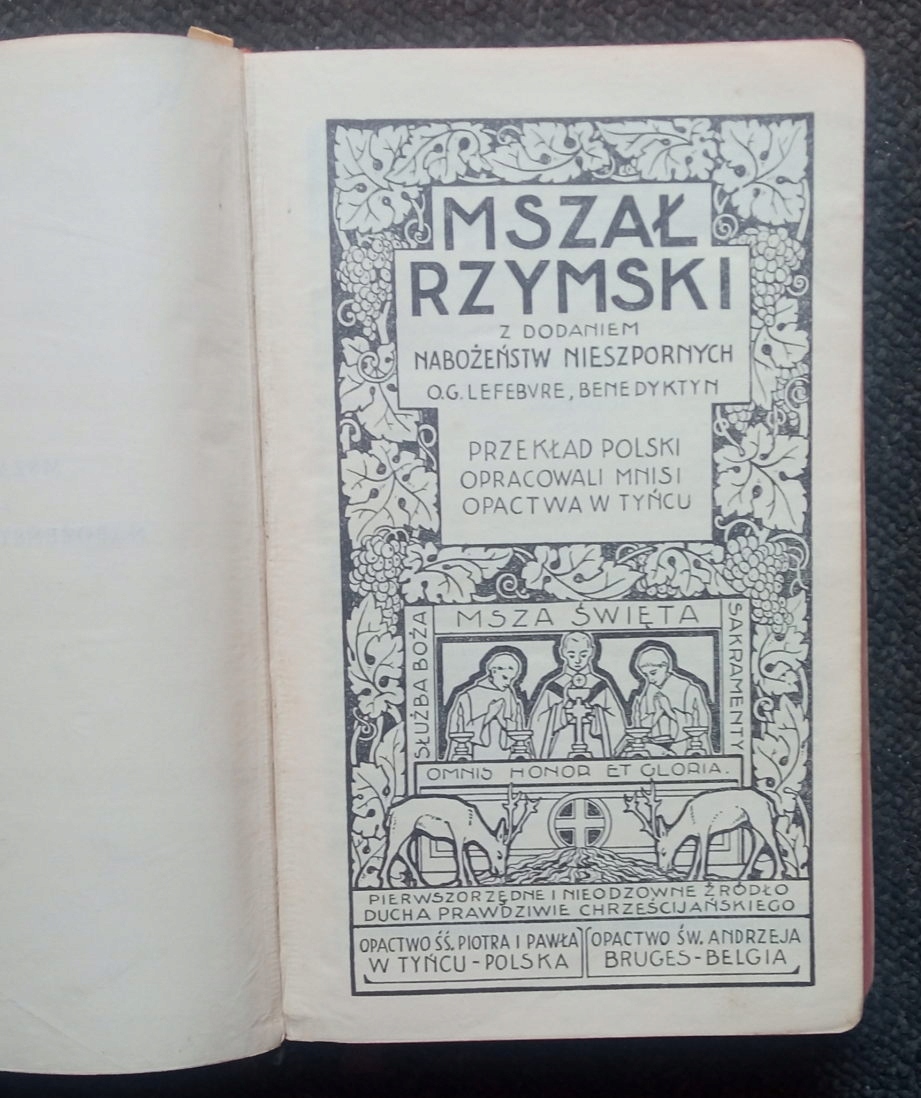 MSZAŁ
RZYMSKI
Z DODANIEM
NABOŻEŃSTW NIESZPORNYCH
O.G. LEFEBVRE, BENEDYKTYN
PRZEKŁAD POLSKI
OPRACOWALI MNISI
OPACTWA W TYŃCU
MSZA ŚWIĘTA
SŁUŻBA BOŻA
SAKRAMENTY
OMNIS HONOR ET GLORIA.
PIERWSZORZĘDNE I NIEODZOWNE ŹRÓDŁO
DUCHA PRAWDZIWIE CHRZEŚCIJAŃSKIEGO
OPACTWO ŚŚ. PIOTRA I PAWŁA
W TYŃCU - POLSKA
OPACTWO ŚW. ANDRZEJA
BRUGES - BELGIA